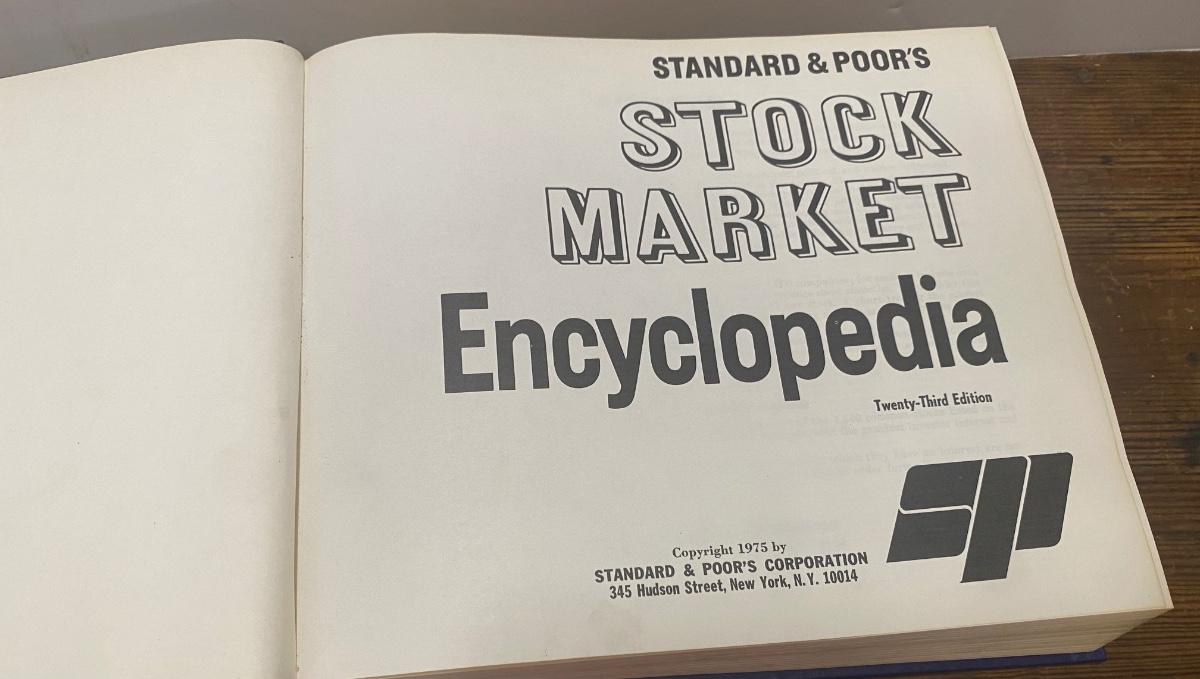 STANDARD & POOR'S
STOCK
MARKET
Encyclopedia
Twenty-Third Edition
sp
Copyright 1975 by
STANDARD & POOR'S CORPORATION
345 Hudson Street, New York, N.Y. 10014